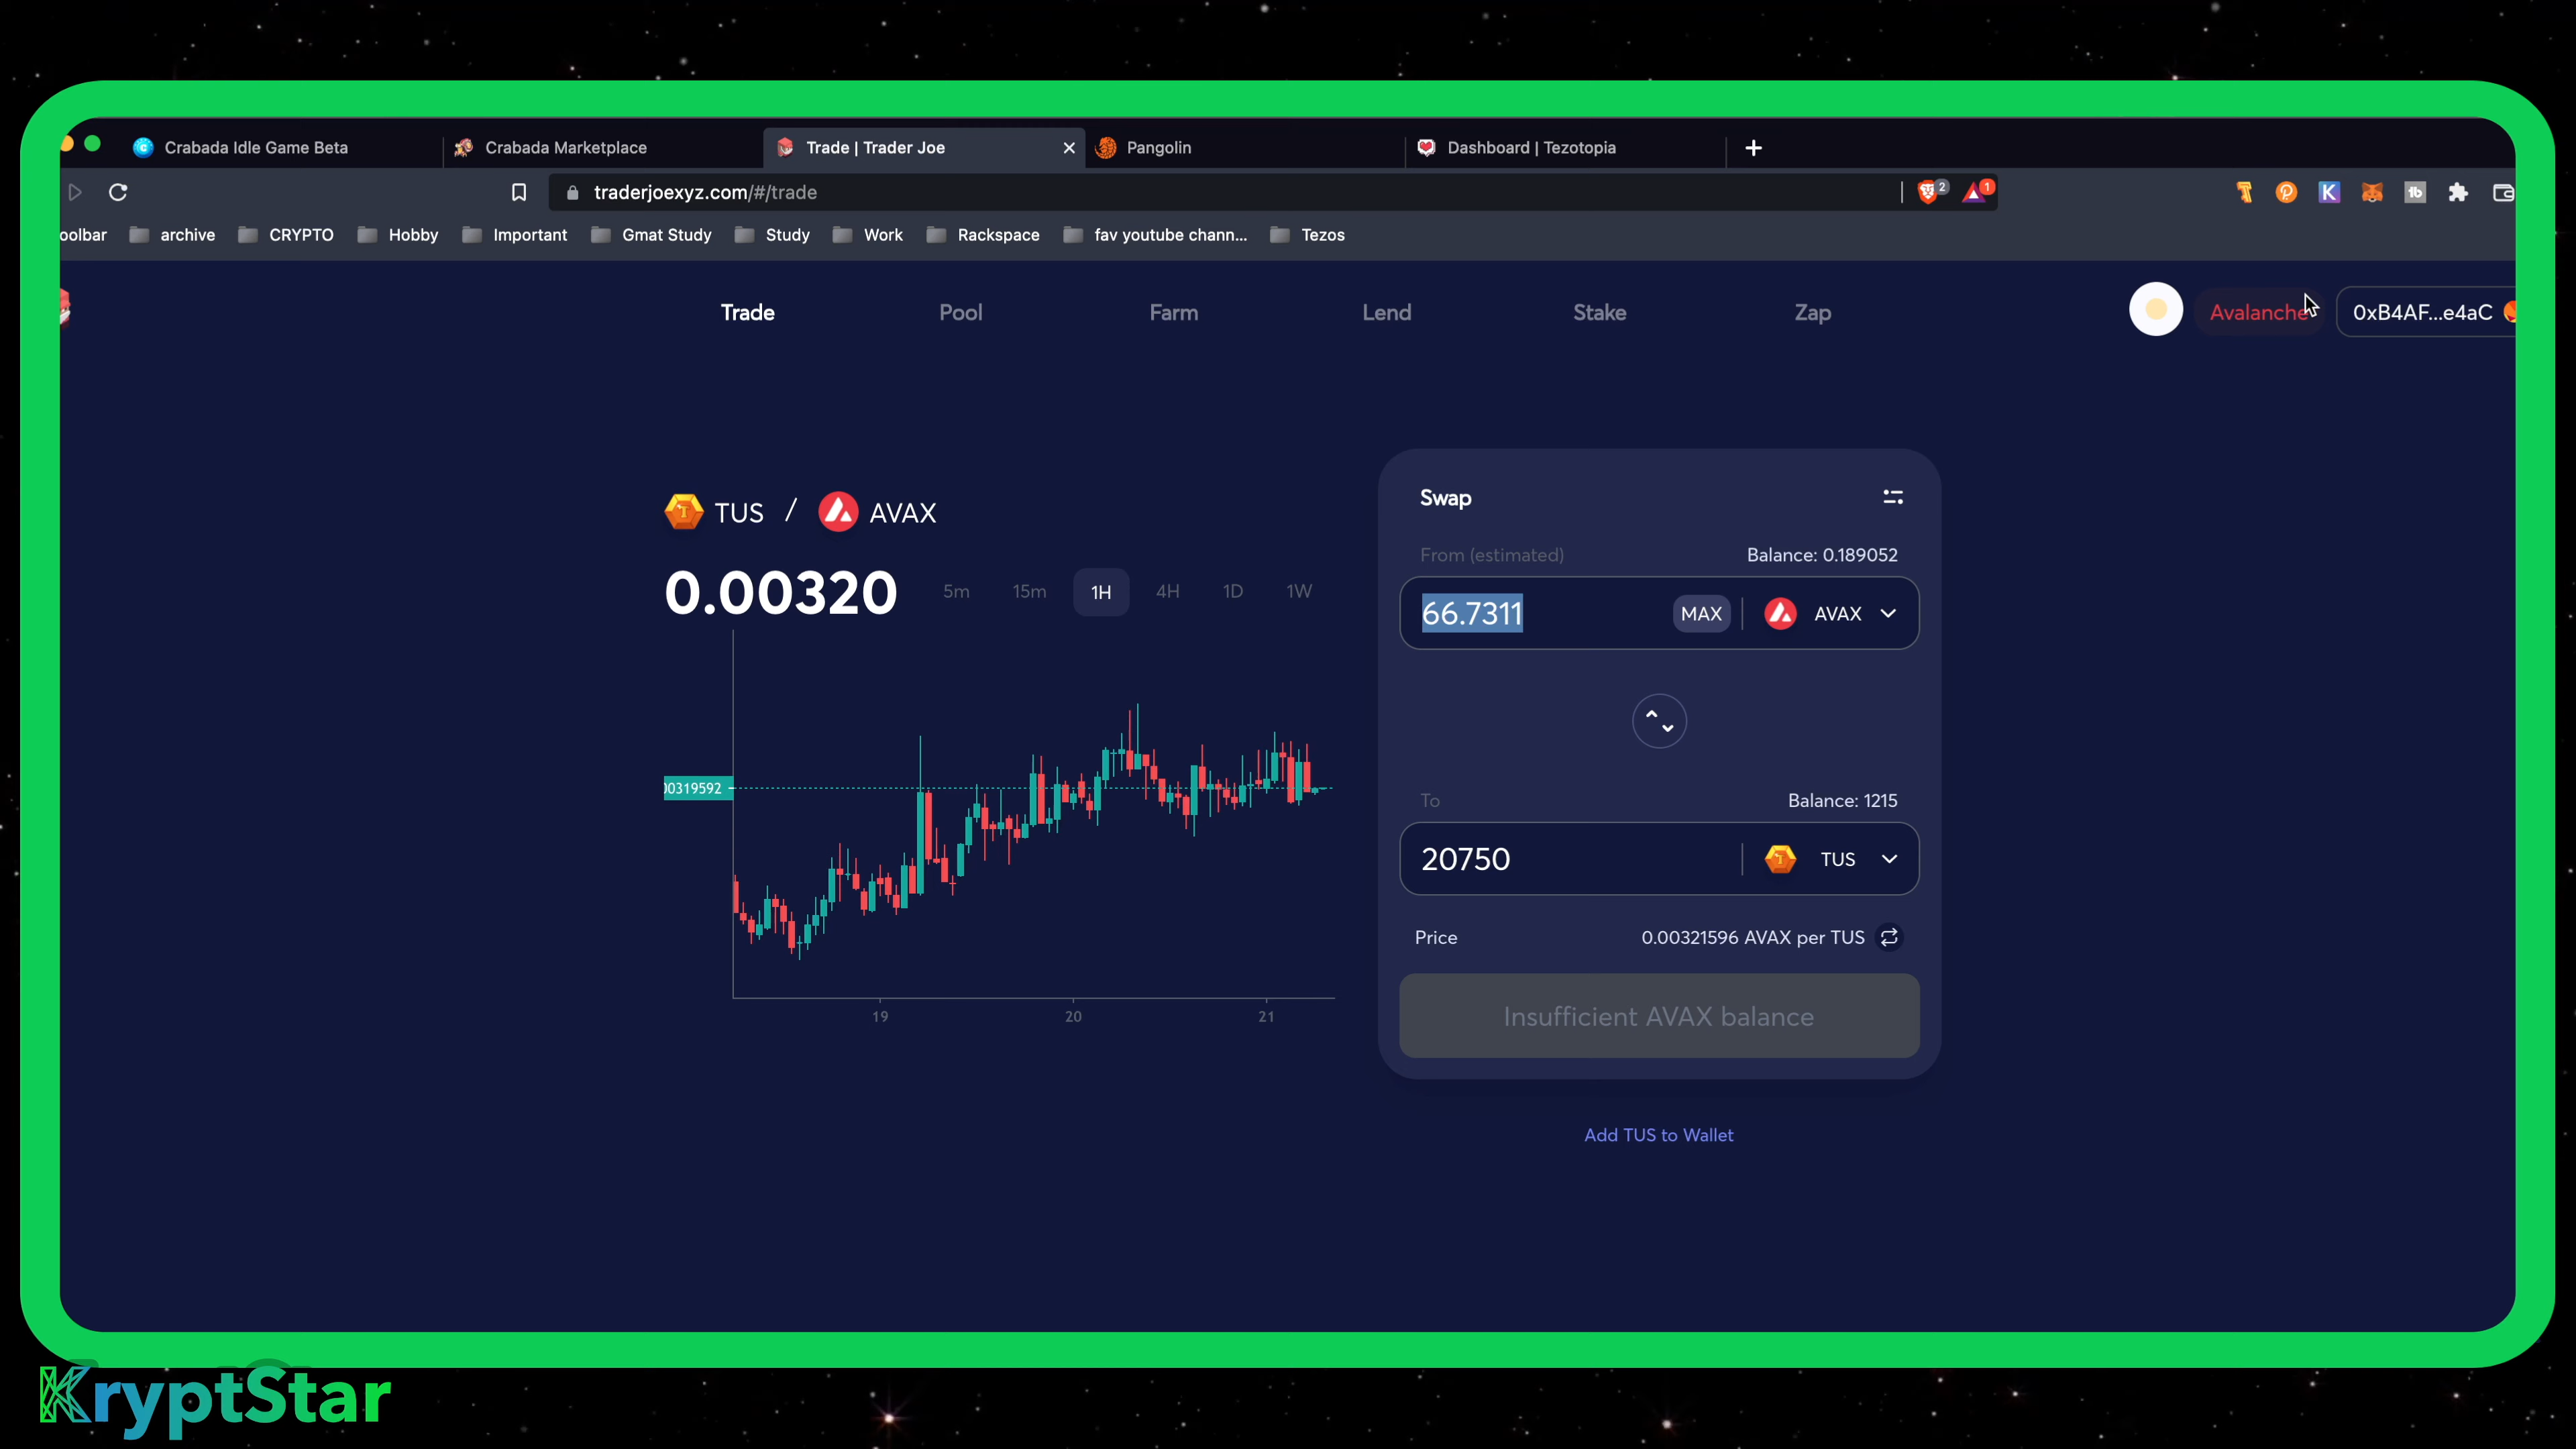 Crabada Idle Game Beta
Crabada Marketplace
Trade | Trader Joe
Pangolin
Dashboard | Tezotopia
traderjoexyz.com/#/trade
2
1
oolbar
archive
CRYPTO
Hobby
Important
Gmat Study
Study
Work
Rackspace
fav youtube chann...
Tezos
Trade
Pool
Farm
Lend
Stake
Zap
Avalanche
0xB4AF...e4aC
TUS / AVAX
0.00320
5m
15m
1H
4H
1D
1W
00319592
19
20
21
Swap
From (estimated)
Balance: 0.189052
66.7311
MAX
AVAX
To
Balance: 1215
20750
TUS
Price
0.00321596 AVAX per TUS
Insufficient AVAX balance
Add TUS to Wallet
KryptStar